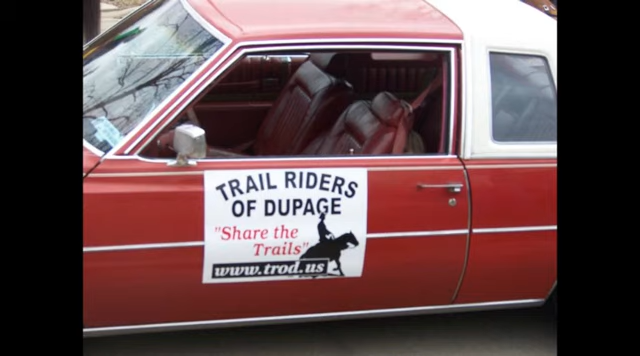 TRAIL RIDERS
OF DUPAGE
"Share the
Trails"
www.trod.us